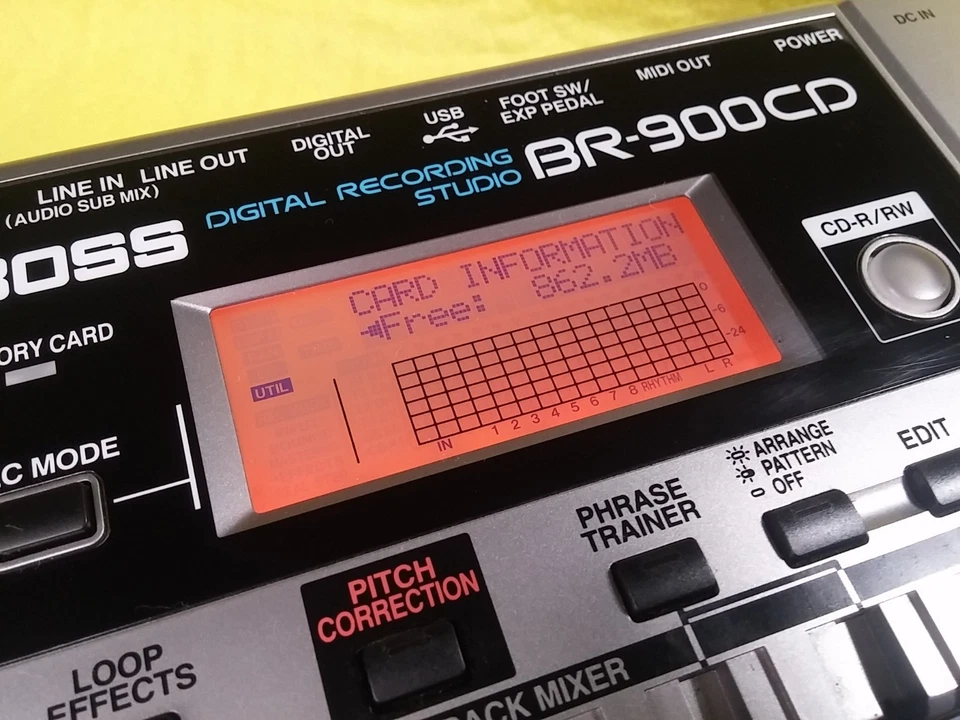 DC IN
POWER
MIDI OUT
FOOT SW/
EXP PEDAL
USB
DIGITAL
OUT
LINE OUT
LINE IN
(AUDIO SUB MIX)
BR-900CD
DIGITAL RECORDING
STUDIO
BOSS
CD-R/RW
ORY CARD
CARD INFORMATION
Free: 862.2MB
0
-6
-24
UTIL
IN 1 2 3 4 5 6 7 8 RHYTHM L R
C MODE
EDIT
ARRANGE
PATTERN
OFF
PHRASE
TRAINER
PITCH
CORRECTION
LOOP
EFFECTS
ACK MIXER